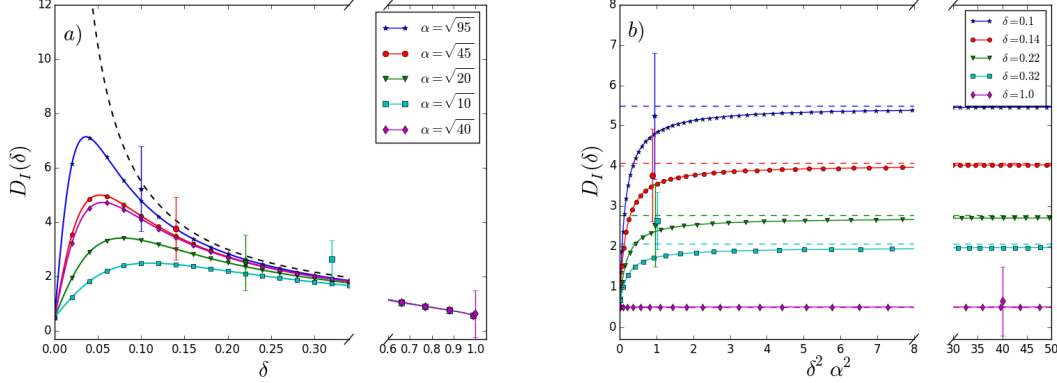 a)
12
10
8
6
4
2
0
D_I(δ)
0.00 0.05 0.10 0.15 0.20 0.25 0.30 0.6 0.7 0.8 0.9 1.0
δ
α=√95
α=√45
α=√20
α=√10
α=√40
b)
8
7
6
5
4
3
2
1
0
D_I(δ)
0 1 2 3 4 5 6 7 8 30 35 40 45 50
δ² α²
δ=0.1
δ=0.14
δ=0.22
δ=0.32
δ=1.0